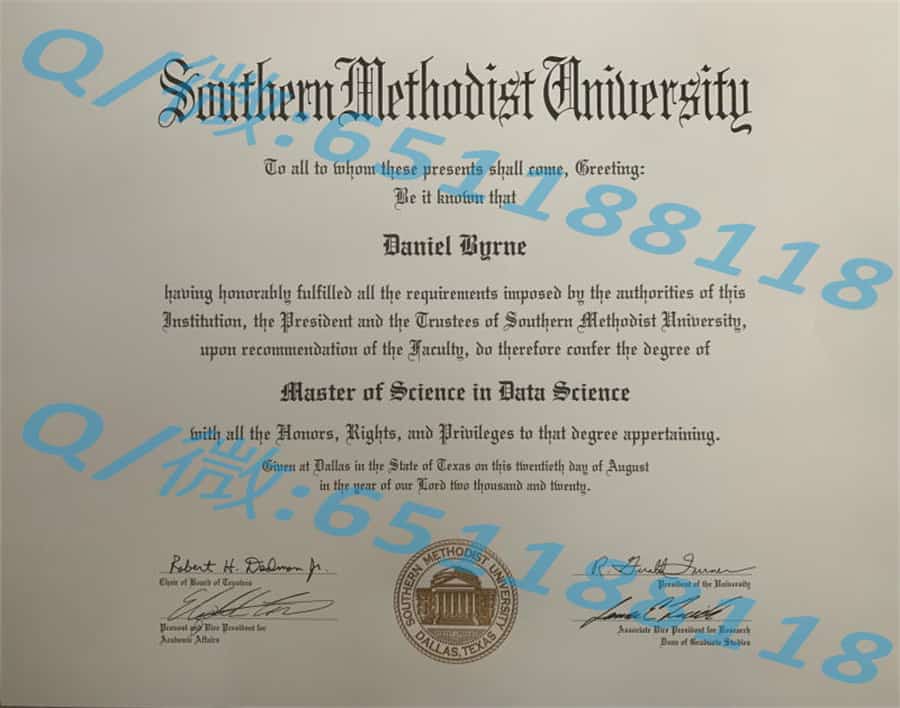 Southern Methodist University
To all to whom these presents shall come, Greeting:
Be it known that
Daniel Byrne
having honorably fulfilled all the requirements imposed by the authorities of this
Institution, the President and the Trustees of Southern Methodist University,
upon recommendation of the Faculty, do therefore confer the degree of
Master of Science in Data Science
with all the Honors, Rights, and Privileges to that degree appertaining.
Given at Dallas in the State of Texas on this twentieth day of August
in the year of our Lord two thousand and twenty.
Robert H. Dedman Jr.
Chair of Board of Trustees
Provost and Vice President for
Academic Affairs
SOUTHERN METHODIST UNIVERSITY
DALLAS, TEXAS
R. Gerald Turner
President of the University
James E. Quick
Associate Vice President for Research
Dean of Graduate Studies
Q/微:651188118
Q/微:651188118